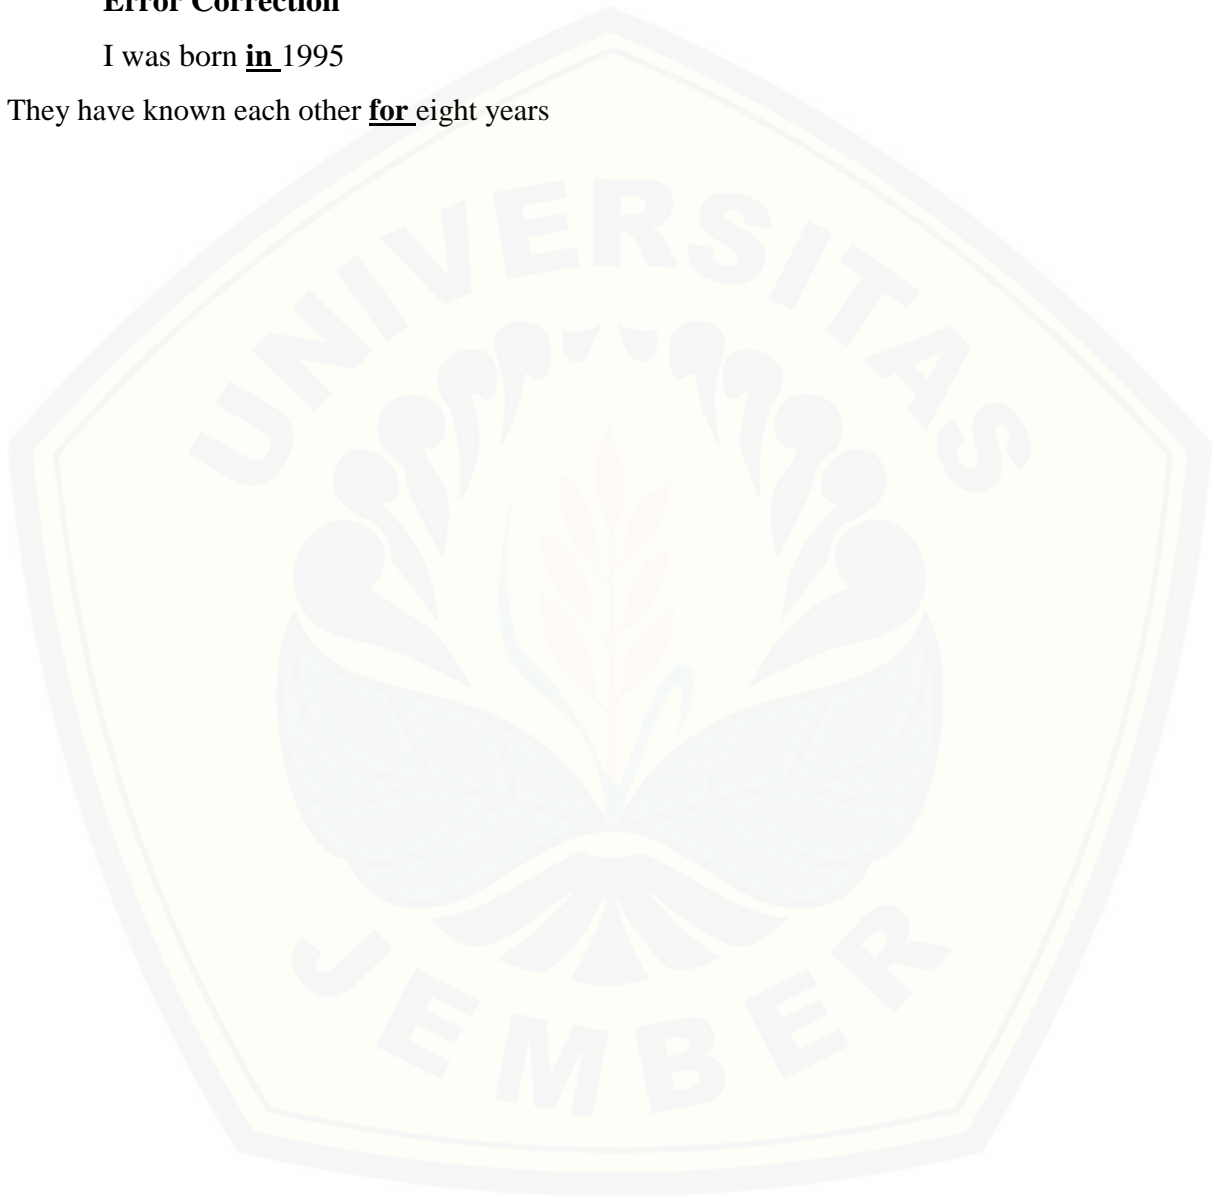 Error Correction
I was born in 1995
They have known each other for eight years
UNIVERSITAS
JEMBER